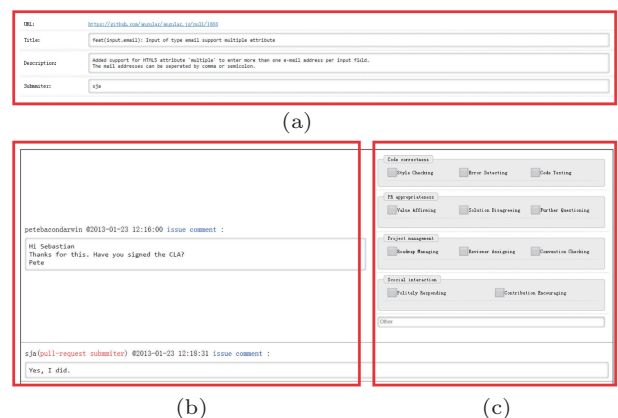 URL: https://github.com/angular/angular.js/pull/1808
Title: feat(input.email): Input of type email support multiple attribute
Description: Added support for HTML5 attribute `multiple` to enter more than one e-mail address per input field.
The mail addresses can be seperated by comma or semicolon.
Submmiter: sja
(a)
petebacondarwin @2013-01-23 12:16:00 issue comment :
Hi Sebastian
Thanks for this. Have you signed the CLA?
Pete
sja(pull-request submmiter) @2013-01-23 12:18:31 issue comment :
Yes, I did.
(b)
Code correctness
Style Checking Error Detecting Code Testing
PR appropriateness
Value Affirming Solution Disagreeing Further Questioning
Project management
Roadmap Managing Reviewer Assigning Convention Checking
Scocial interaction
Politely Responding Contribution Encouraging
Other
(c)